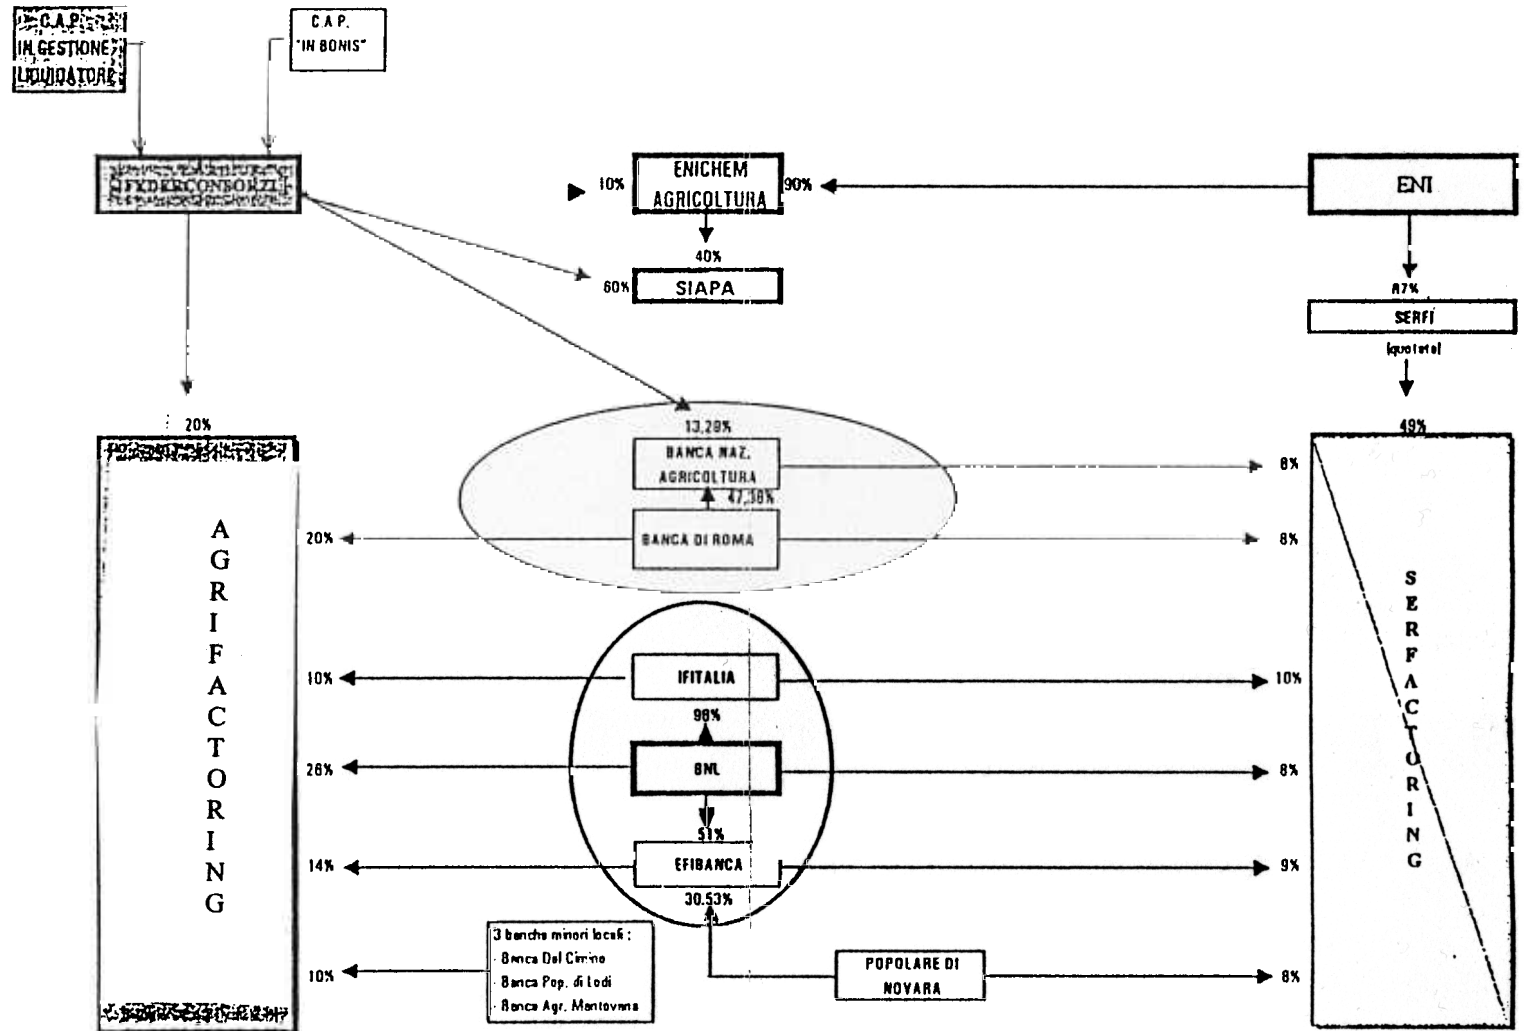 C.A.P.
IN GESTIONE
LIQUIDATORE
C.A.P.
"IN BONIS"
FEDERCONSORZI
10%
ENICHEM
AGRICOLTURA
90%
ENI
40%
60%
SIAPA
87%
SERFI
(quotata)
20%
13,29%
49%
BANCA NAZ.
AGRICOLTURA
8%
BANCA DI ROMA
20%
8%
AGRIFACTORING
SERFACTORING
10%
IFITALIA
10%
98%
26%
BNL
8%
51%
14%
EFIBANCA
9%
30.53%
3 banche minori locali :
- Banca Del Cimino
- Banca Pop. di Lodi
- Banca Agr. Mantovana
10%
POPOLARE DI
NOVARA
8%